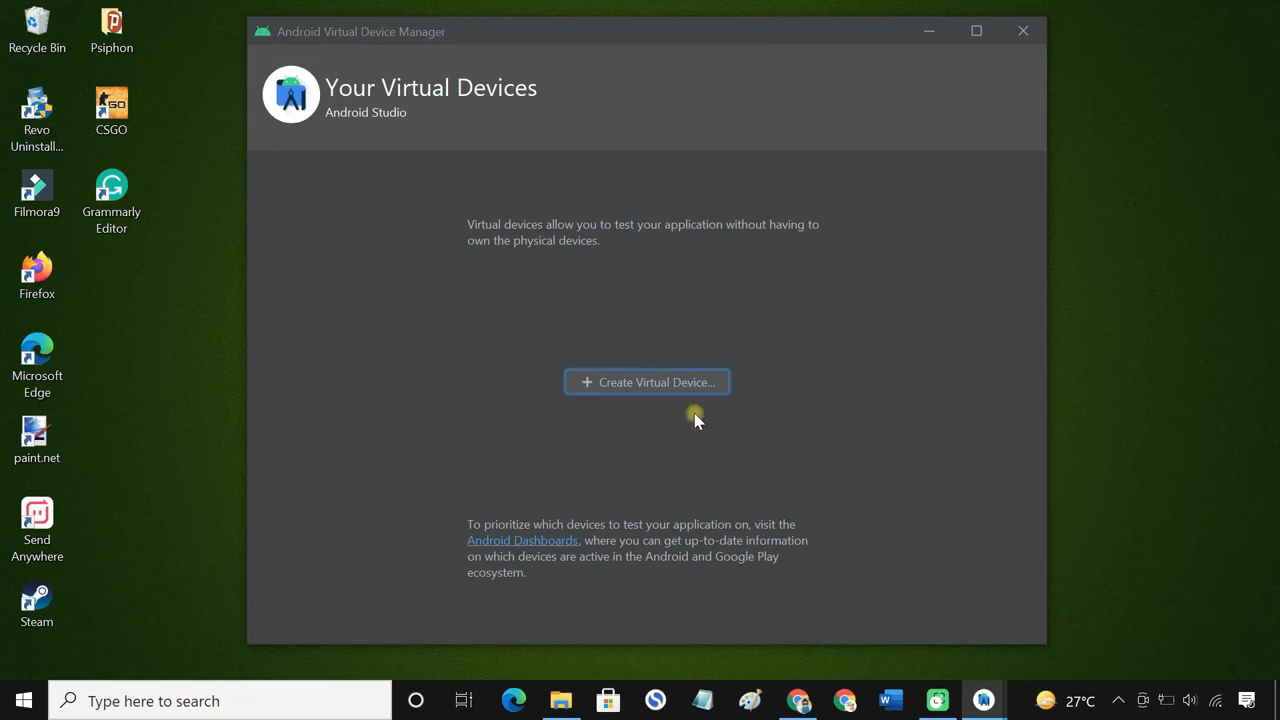 Recycle Bin
Psiphon
Revo
Uninstall...
CSGO
GO
Filmora9
Grammarly
Editor
Firefox
Microsoft
Edge
paint.net
Send
Anywhere
Steam
Android Virtual Device Manager
Your Virtual Devices
Android Studio
Virtual devices allow you to test your application without having to
own the physical devices.
+ Create Virtual Device...
To prioritize which devices to test your application on, visit the
Android Dashboards, where you can get up-to-date information
on which devices are active in the Android and Google Play
ecosystem.
Type here to search
27°C